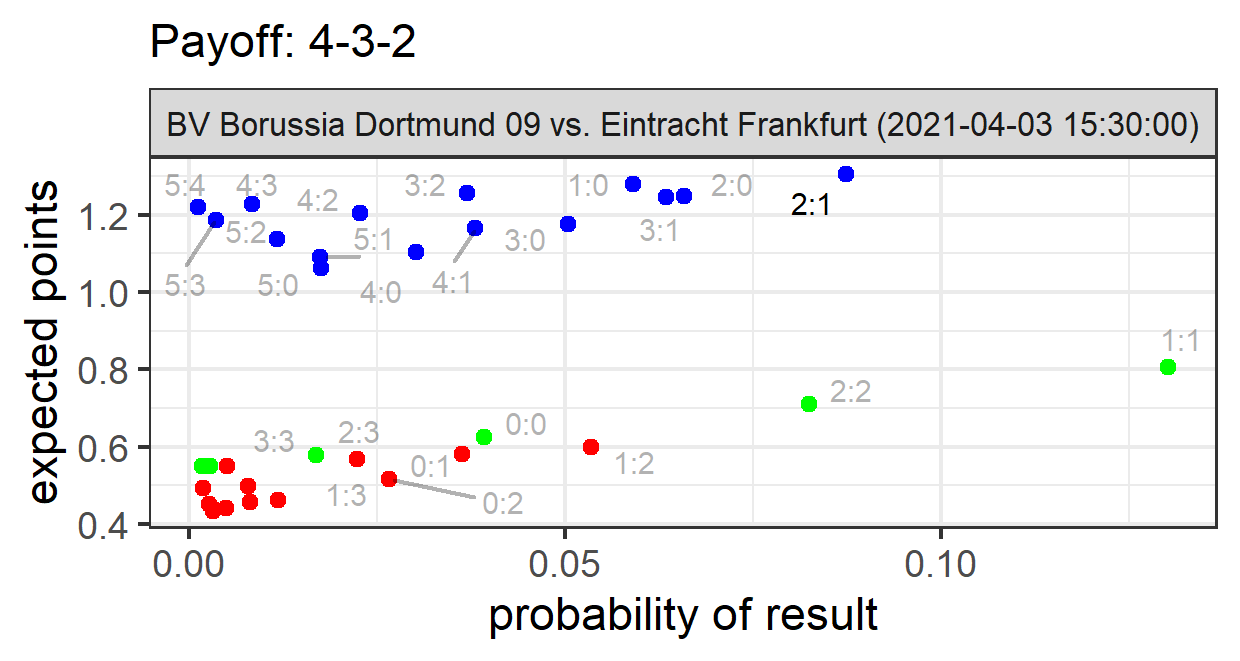 Payoff: 4-3-2
BV Borussia Dortmund 09 vs. Eintracht Frankfurt (2021-04-03 15:30:00)
5:4 4:3 4:2 3:2 1:0 2:0
2:1
1.2
5:2 5:1 3:0 3:1
5:3 5:0 4:0 4:1
1.0
1:1
0.8
2:2
3:3 2:3 0:0
0.6
0:1 1:2
1:3 0:2
0.4
expected points
0.00 0.05 0.10
probability of result